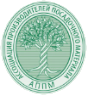 АССОЦИАЦИЯ ПРОИЗВОДИТЕЛЕЙ ПОСАДОЧНОГО МАТЕРИАЛА
АППМ